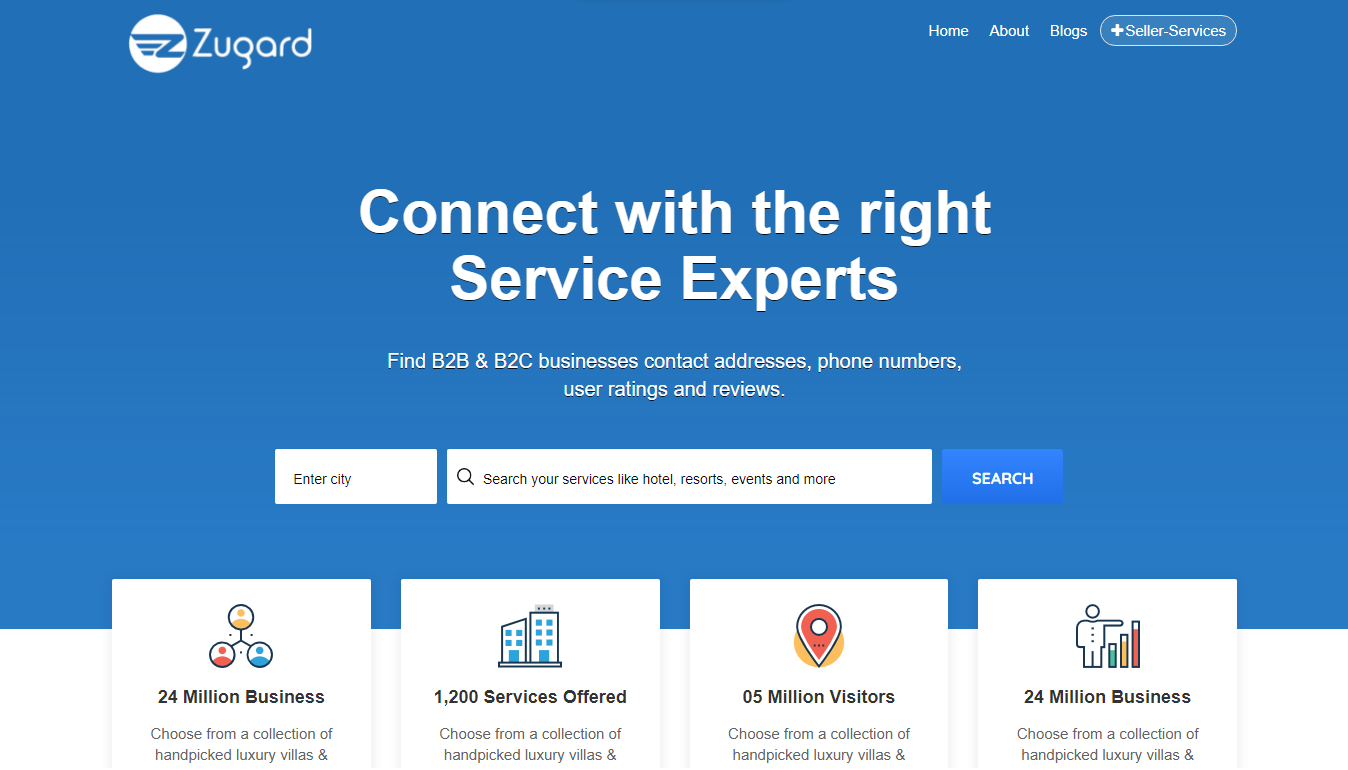 Zugard
Home About Blogs Seller-Services
Connect with the right
Service Experts
Find B2B & B2C businesses contact addresses, phone numbers,
user ratings and reviews.
Enter city
Search your services like hotel, resorts, events and more
SEARCH
24 Million Business
Choose from a collection of
handpicked luxury villas &
1,200 Services Offered
Choose from a collection of
handpicked luxury villas &
05 Million Visitors
Choose from a collection of
handpicked luxury villas &
24 Million Business
Choose from a collection of
handpicked luxury villas &